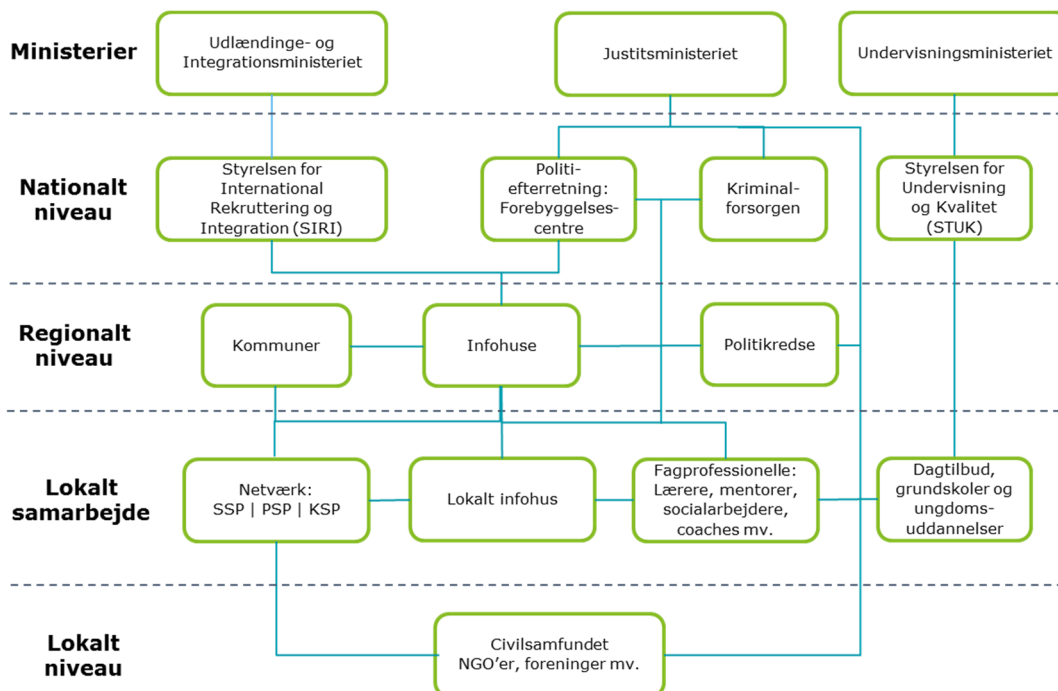 Ministerier
Udlændinge- og
Integrationsministeriet
Justitsministeriet
Undervisningsministeriet
Nationalt
niveau
Styrelsen for
International
Rekruttering og
Integration (SIRI)
Politi-
efterretning:
Forebyggelses-
centre
Kriminal-
forsorgen
Styrelsen for
Undervisning
og Kvalitet
(STUK)
Regionalt
niveau
Kommuner
Infohuse
Politikredse
Lokalt
samarbejde
Netværk:
SSP | PSP | KSP
Lokalt infohus
Fagprofessionelle:
Lærere, mentorer,
socialarbejdere,
coaches mv.
Dagtilbud,
grundskoler og
ungdoms-
uddannelser
Lokalt
niveau
Civilsamfundet
NGO’er, foreninger mv.